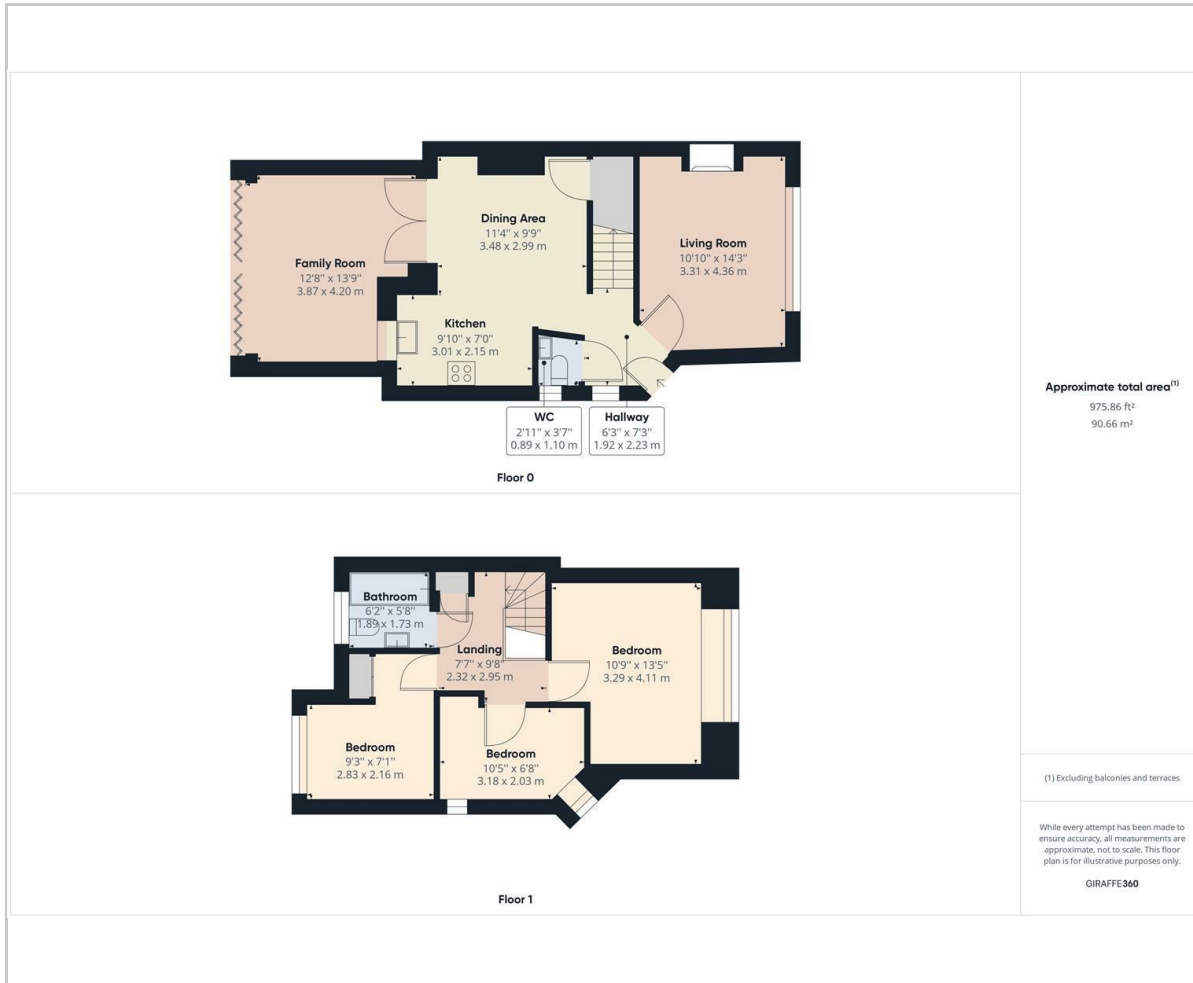 Dining Area
11'4" x 9'9"
3.48 x 2.99 m
Living Room
10'10" x 14'3"
3.31 x 4.36 m
Family Room
12'8" x 13'9"
3.87 x 4.20 m
Kitchen
9'10" x 7'0"
3.01 x 2.15 m
WC
2'11" x 3'7"
0.89 x 1.10 m
Hallway
6'3" x 7'3"
1.92 x 2.23 m
Floor 0
Bathroom
6'2" x 5'8"
1.89 x 1.73 m
Landing
7'7" x 9'8"
2.32 x 2.95 m
Bedroom
10'9" x 13'5"
3.29 x 4.11 m
Bedroom
9'3" x 7'1"
2.83 x 2.16 m
Bedroom
10'5" x 6'8"
3.18 x 2.03 m
Floor 1
Approximate total area(1)
975.86 ft²
90.66 m²
(1) Excluding balconies and terraces
While every attempt has been made to
ensure accuracy, all measurements are
approximate, not to scale. This floor
plan is for illustrative purposes only.
GIRAFFE360